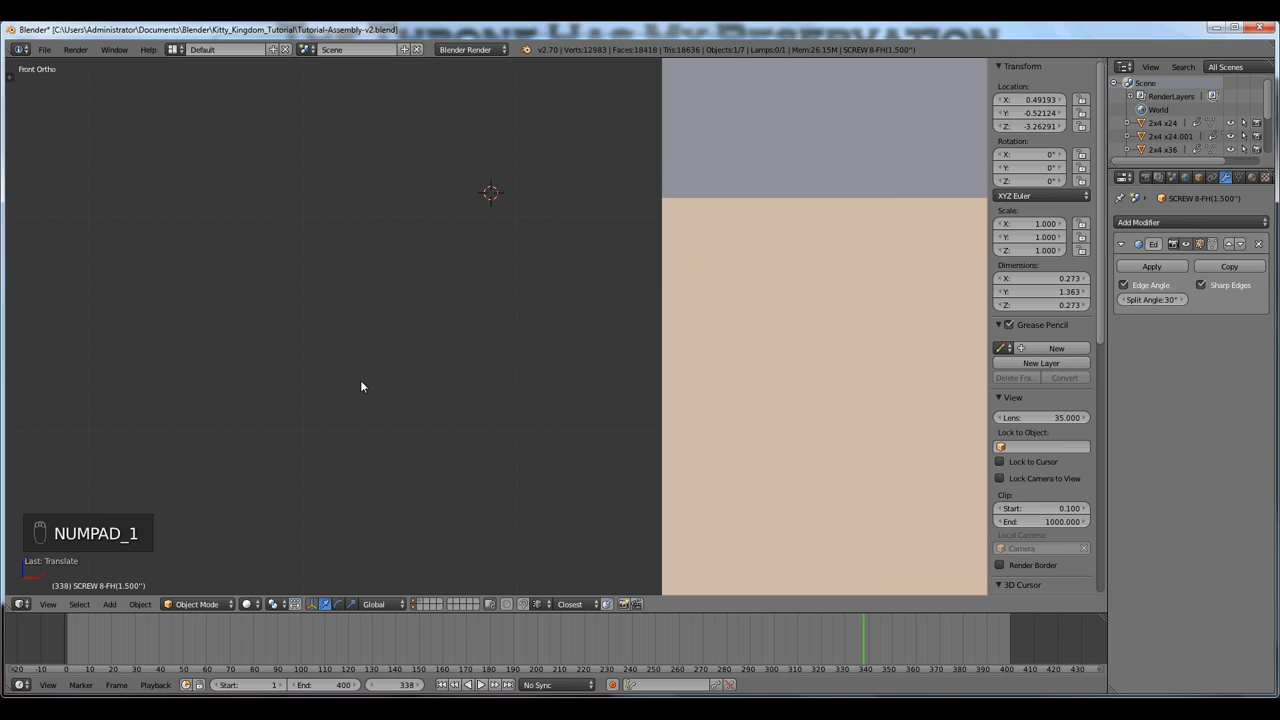 THE THRONE HAS MY RESERVATION
Blender* [C:\Users\Administrator\Documents\Blender\Kitty_Kingdom_Tutorial\Tutorial-Assembly-v2.blend]
File Render Window Help Default Scene Blender Render v2.70 | Verts:12983 | Faces:18418 | Tris:18636 | Objects:1/7 | Lamps:0/1 | Mem:26.15M | SCREW 8-FH(1.500'')
View Search All Scenes
Front Ortho
Transform
Location:
X: 0.49193
Y: -0.52124
Z: -3.26291
Rotation:
X: 0°
Y: 0°
Z: 0°
XYZ Euler
Scale:
X: 1.000
Y: 1.000
Z: 1.000
Dimensions:
X: 0.273
Y: 1.363
Z: 0.273
Grease Pencil
New
New Layer
Delete Fra... Convert
View
Lens: 35.000
Lock to Object:
Lock to Cursor
Lock Camera to View
Clip:
Start: 0.100
End: 1000.000
Local Camera:
Camera
Render Border
3D Cursor
Scene
RenderLayers
World
2x4 x24
2x4 x24.001
2x4 x36
SCREW 8-FH(1.500'')
Add Modifier
Ed
Apply Copy
Edge Angle Sharp Edges
Split Angle:30°
NUMPAD_1
Last: Translate
(338) SCREW 8-FH(1.500'')
View Select Add Object Object Mode Global Closest
-20 -10 0 10 20 30 40 50 60 70 80 90 100 110 120 130 140 150 160 170 180 190 200 210 220 230 240 250 260 270 280 290 300 310 320 330 340 350 360 370 380 390 400 410 420 430
View Marker Frame Playback Start: 1 End: 400 338 No Sync